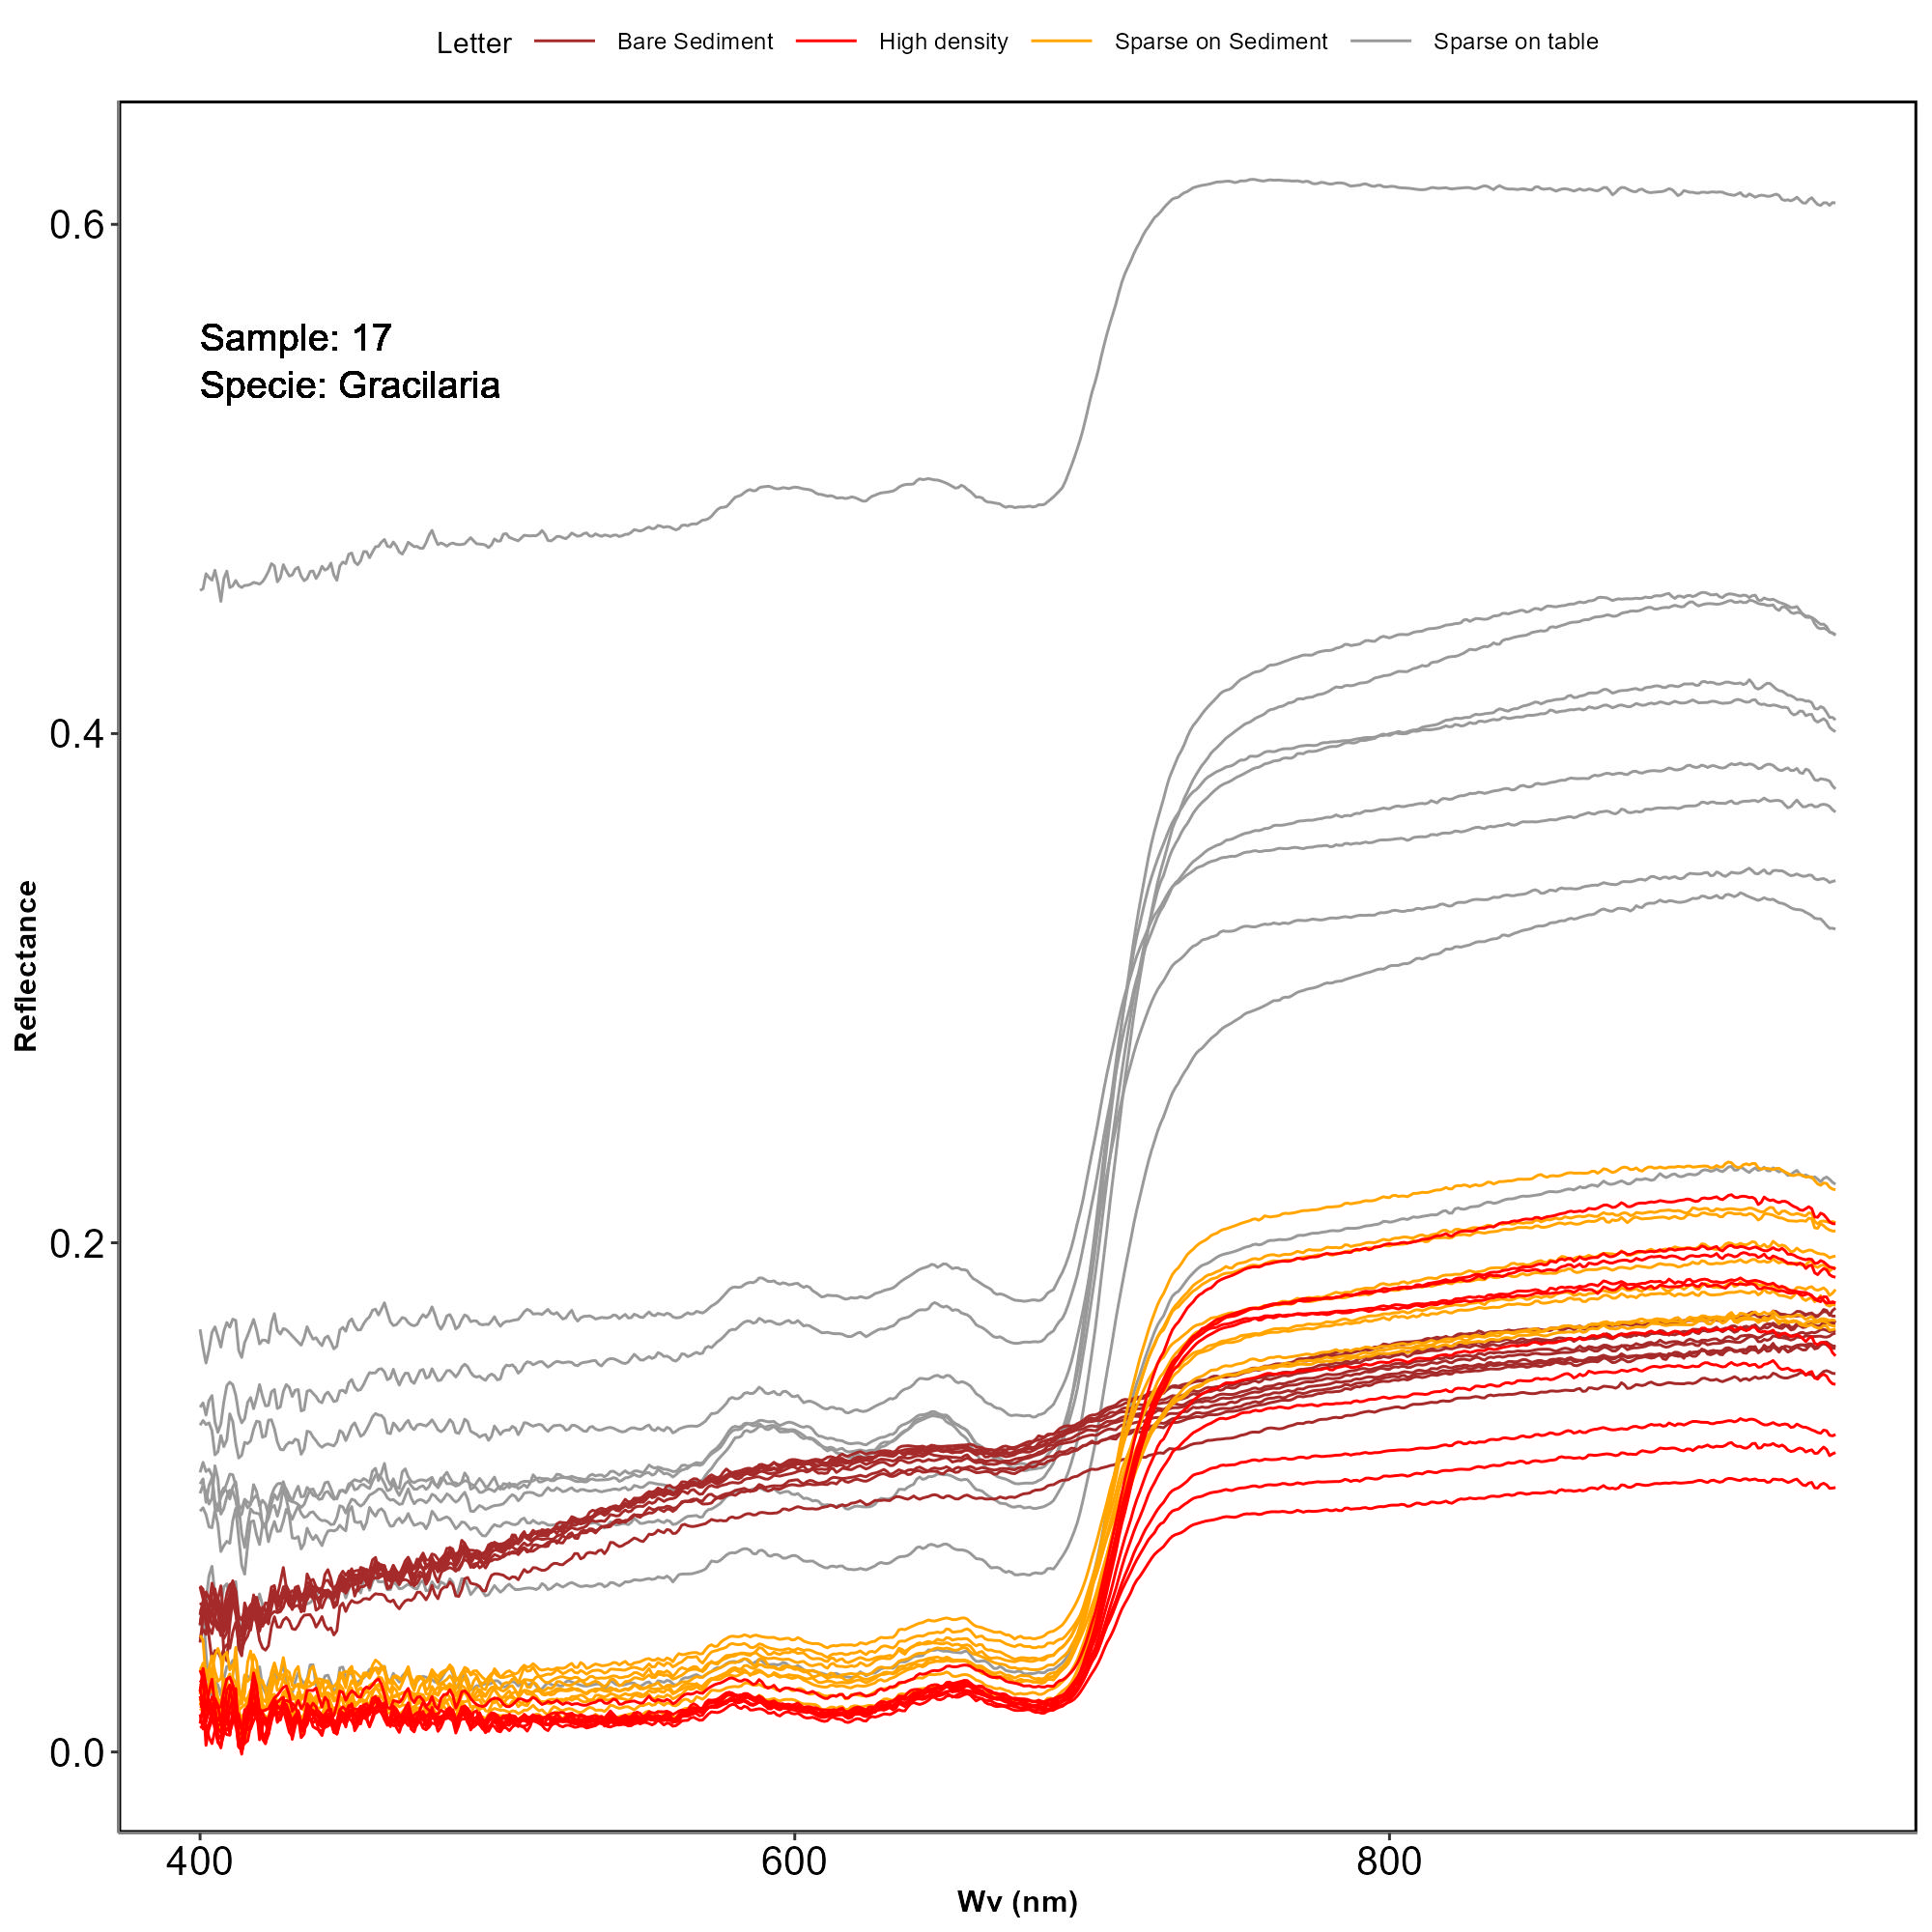 Letter Bare Sediment High density Sparse on Sediment Sparse on table
Sample: 17
Specie: Gracilaria
0.6
0.4
0.2
0.0
Reflectance
400 600 800
Wv (nm)